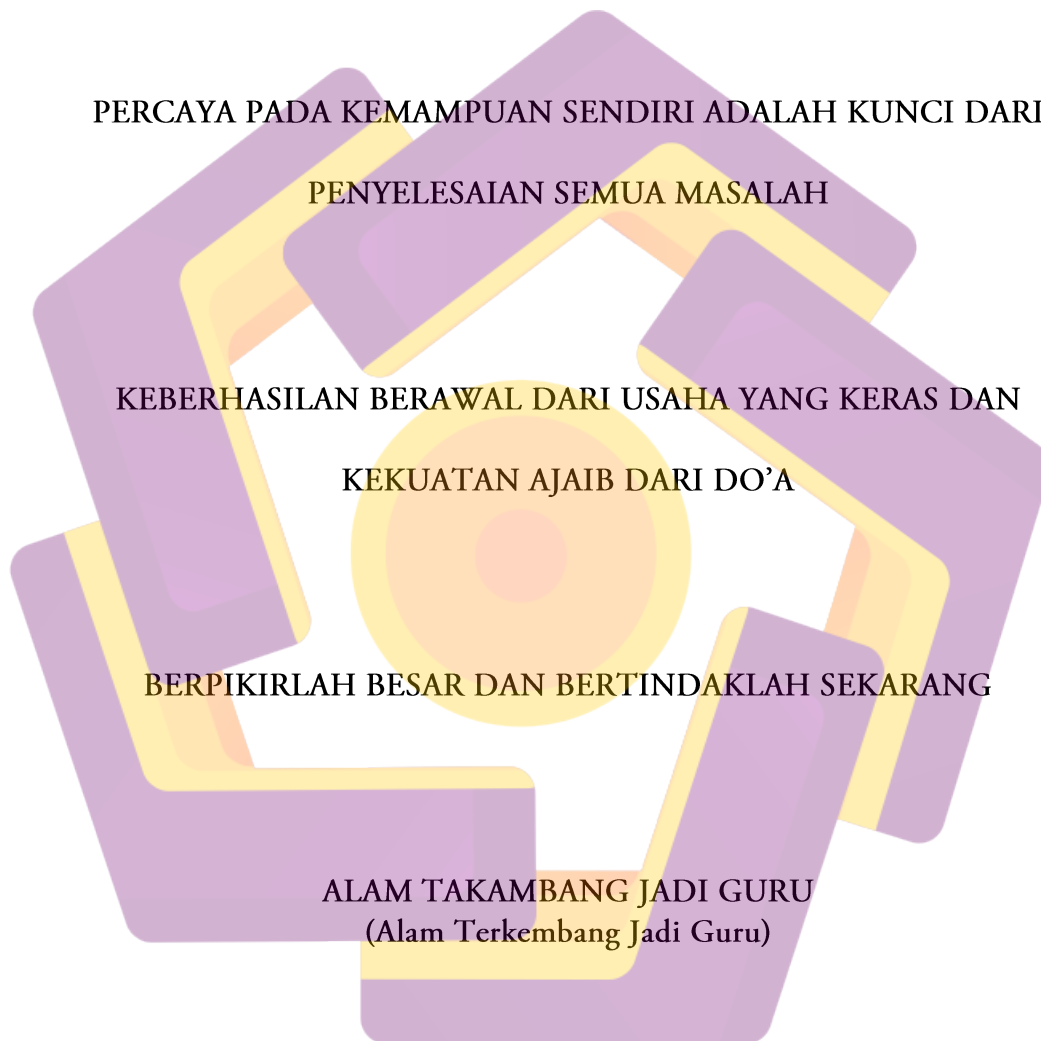 PERCAYA PADA KEMAMPUAN SENDIRI ADALAH KUNCI DARI
PENYELESAIAN SEMUA MASALAH
KEBERHASILAN BERAWAL DARI USAHA YANG KERAS DAN
KEKUATAN AJAIB DARI DO’A
BERPIKIRLAH BESAR DAN BERTINDAKLAH SEKARANG
ALAM TAKAMBANG JADI GURU
(Alam Terkembang Jadi Guru)